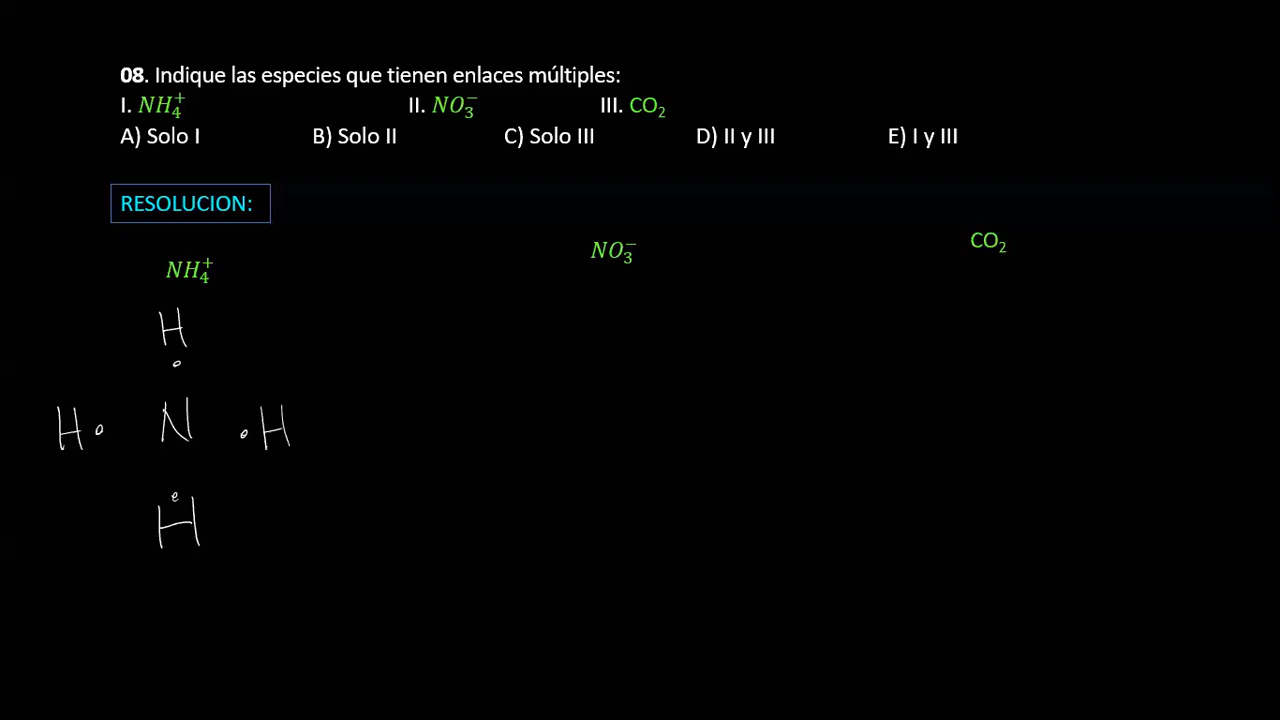 08. Indique las especies que tienen enlaces múltiples:
I. NH₄⁺ II. NO₃⁻ III. CO₂
A) Solo I B) Solo II C) Solo III D) II y III E) I y III
RESOLUCION:
NH₄⁺ NO₃⁻ CO₂
H
H N H
H